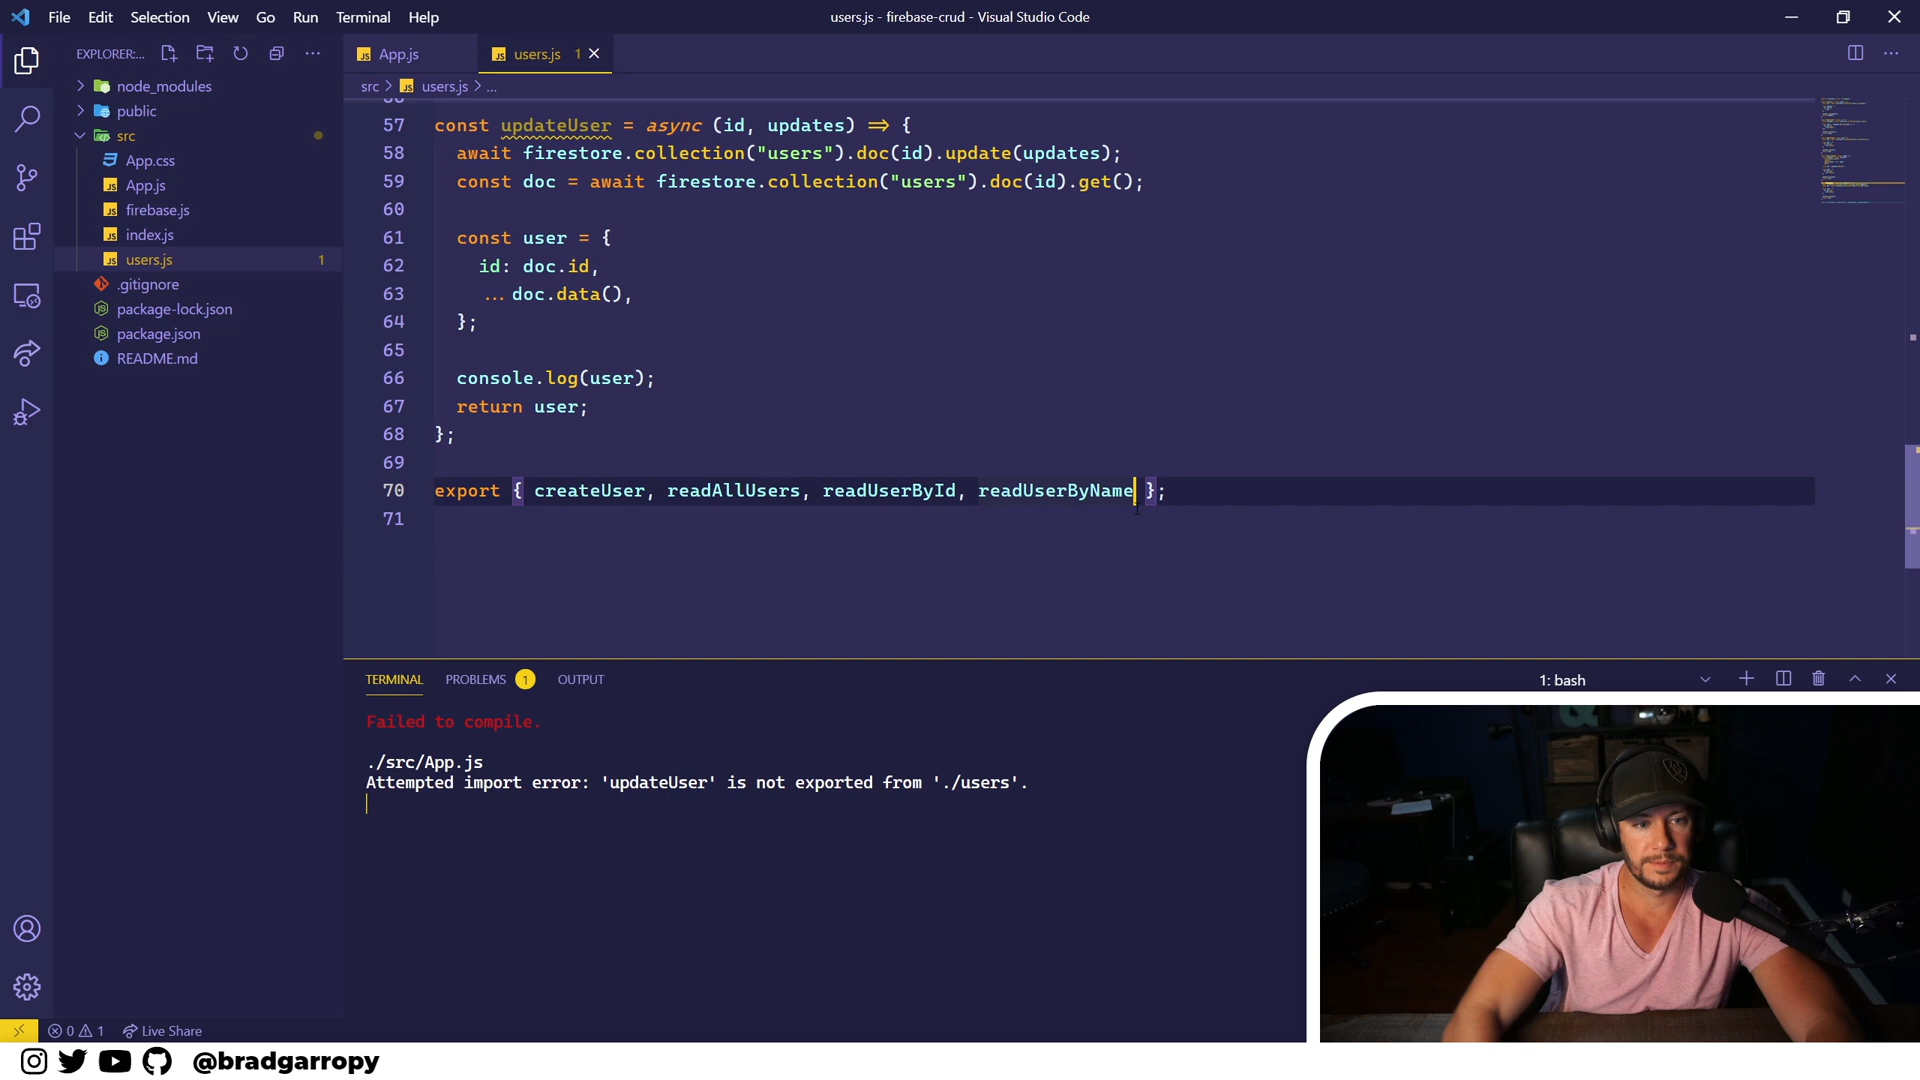 File Edit Selection View Go Run Terminal Help
users.js - firebase-crud - Visual Studio Code
EXPLORER:...
App.js
users.js 1
node_modules
public
src
App.css
App.js
firebase.js
index.js
users.js 1
.gitignore
package-lock.json
package.json
README.md
src > users.js > ...
57 const updateUser = async (id, updates) => {
58 await firestore.collection("users").doc(id).update(updates);
59 const doc = await firestore.collection("users").doc(id).get();
60
61 const user = {
62 id: doc.id,
63 ...doc.data(),
64 };
65
66 console.log(user);
67 return user;
68 };
69
70 export { createUser, readAllUsers, readUserById, readUserByName };
71
TERMINAL PROBLEMS 1 OUTPUT
1: bash
Failed to compile.
./src/App.js
Attempted import error: 'updateUser' is not exported from './users'.
0 1 Live Share
@bradgarropy